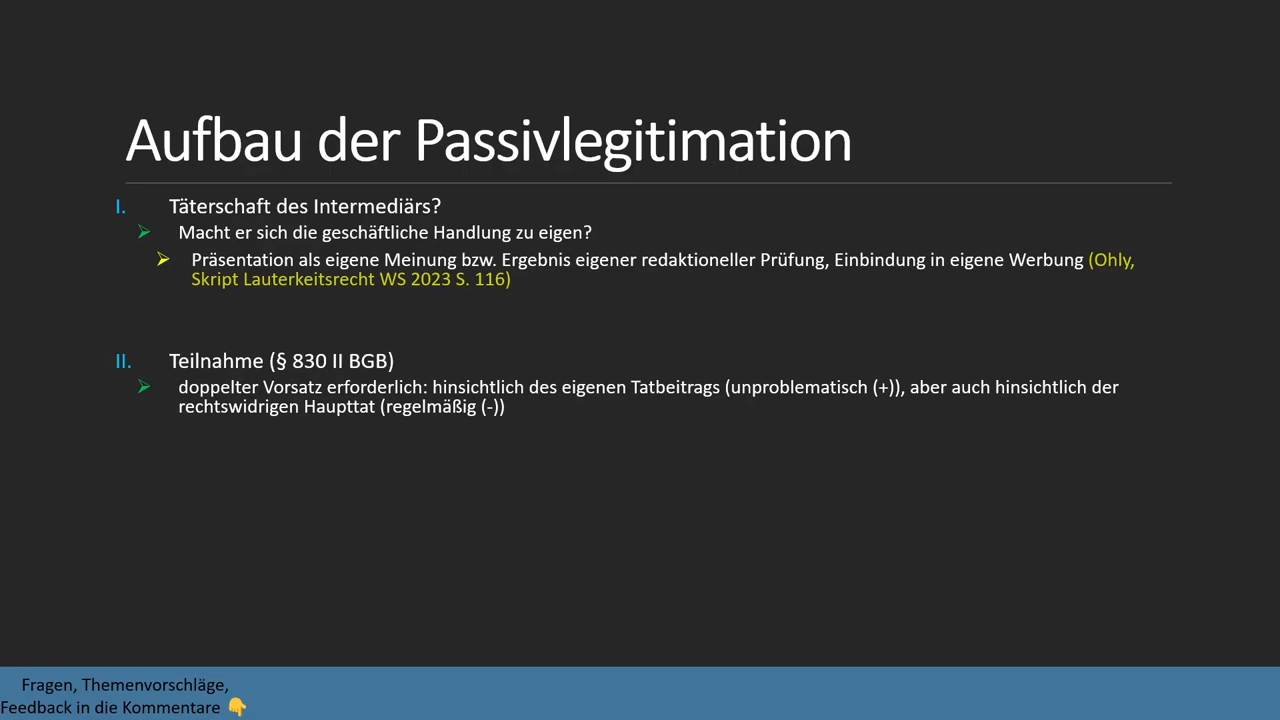 Aufbau der Passivlegitimation
I. Täterschaft des Intermediärs?
Macht er sich die geschäftliche Handlung zu eigen?
Präsentation als eigene Meinung bzw. Ergebnis eigener redaktioneller Prüfung, Einbindung in eigene Werbung (Ohly,
Skript Lauterkeitsrecht WS 2023 S. 116)
II. Teilnahme (§ 830 II BGB)
doppelter Vorsatz erforderlich: hinsichtlich des eigenen Tatbeitrags (unproblematisch (+)), aber auch hinsichtlich der
rechtswidrigen Haupttat (regelmäßig (-))
Fragen, Themenvorschläge,
Feedback in die Kommentare 👇